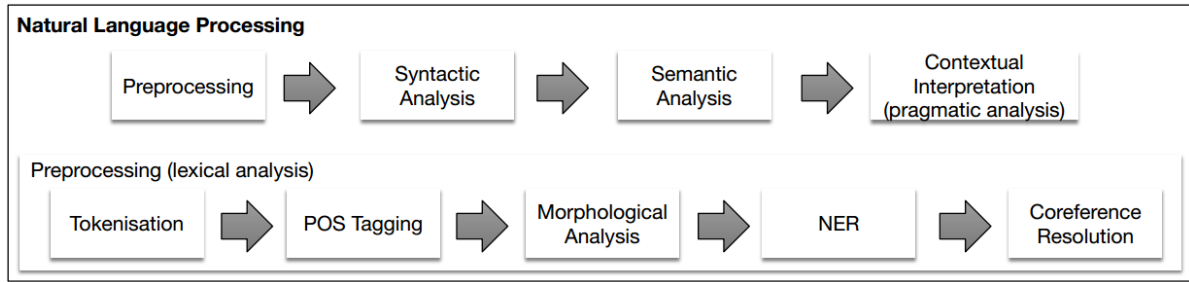 Natural Language Processing
Preprocessing
Syntactic
Analysis
Semantic
Analysis
Contextual
Interpretation
(pragmatic analysis)
Preprocessing (lexical analysis)
Tokenisation
POS Tagging
Morphological
Analysis
NER
Coreference
Resolution